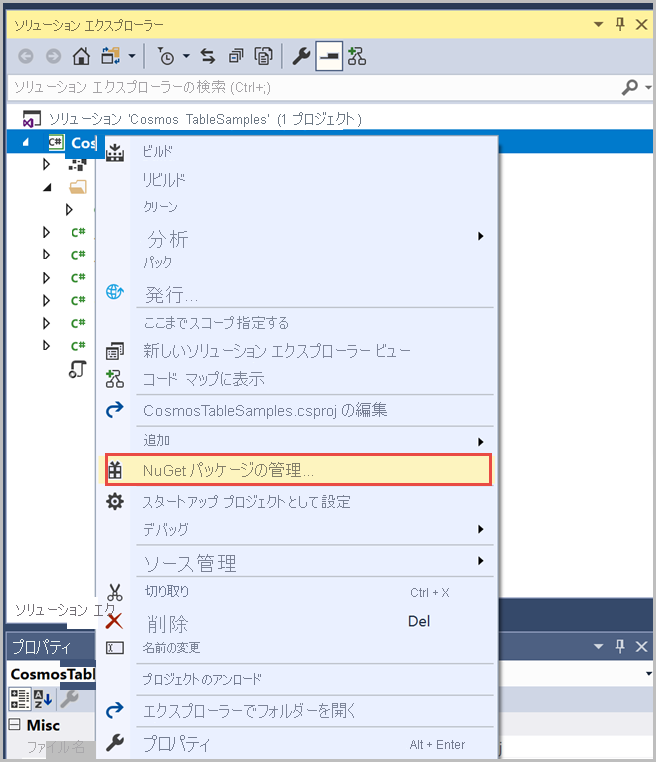 ソリューション エクスプローラー
ソリューション エクスプローラーの検索 (Ctrl+;)
ソリューション 'Cosmos TableSamples' (1 プロジェクト)
C# Cos
ビルド
リビルド
クリーン
分析
C#
パック
C#
C#
発行...
C#
ここまでスコープ指定する
C#
新しいソリューション エクスプローラー ビュー
C#
コード マップに表示
CosmosTableSamples.csproj の編集
追加
NuGet パッケージの管理...
スタートアップ プロジェクトとして設定
デバッグ
ソース管理
切り取り Ctrl + X
ソリューション エク
削除 Del
プロパティ
名前の変更
CosmosTabl
プロジェクトのアンロード
エクスプローラーでフォルダーを開く
Misc
ファイル名
プロパティ Alt + Enter